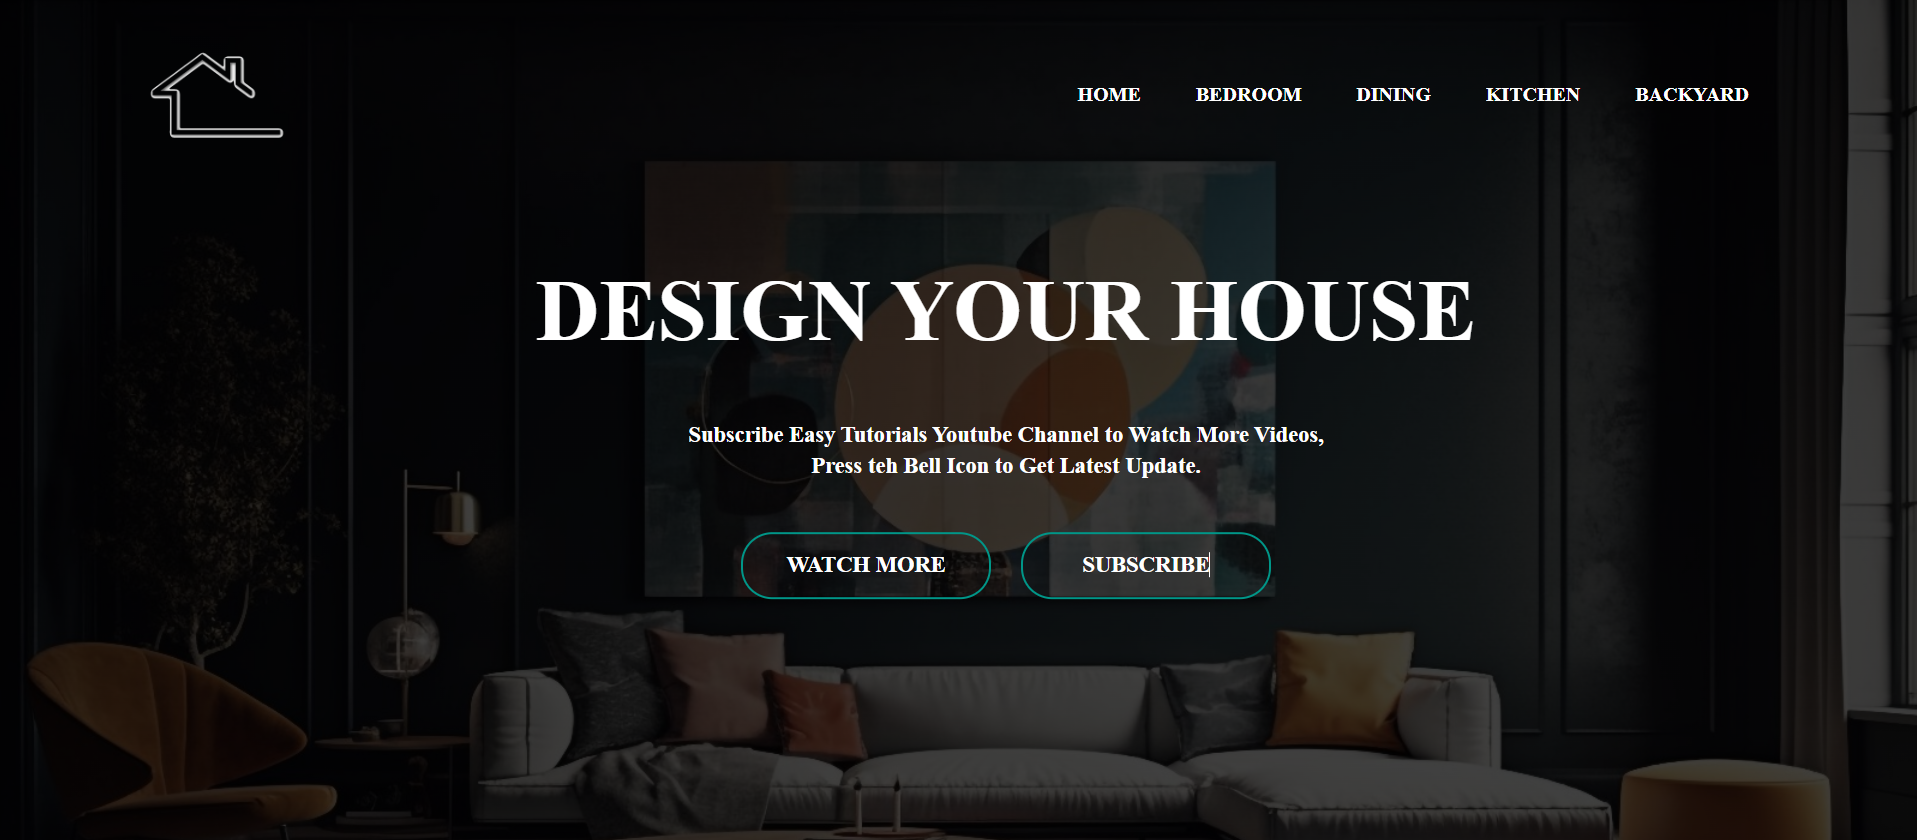 HOME BEDROOM DINING KITCHEN BACKYARD
DESIGN YOUR HOUSE
Subscribe Easy Tutorials Youtube Channel to Watch More Videos,
Press teh Bell Icon to Get Latest Update.
WATCH MORE SUBSCRIBE